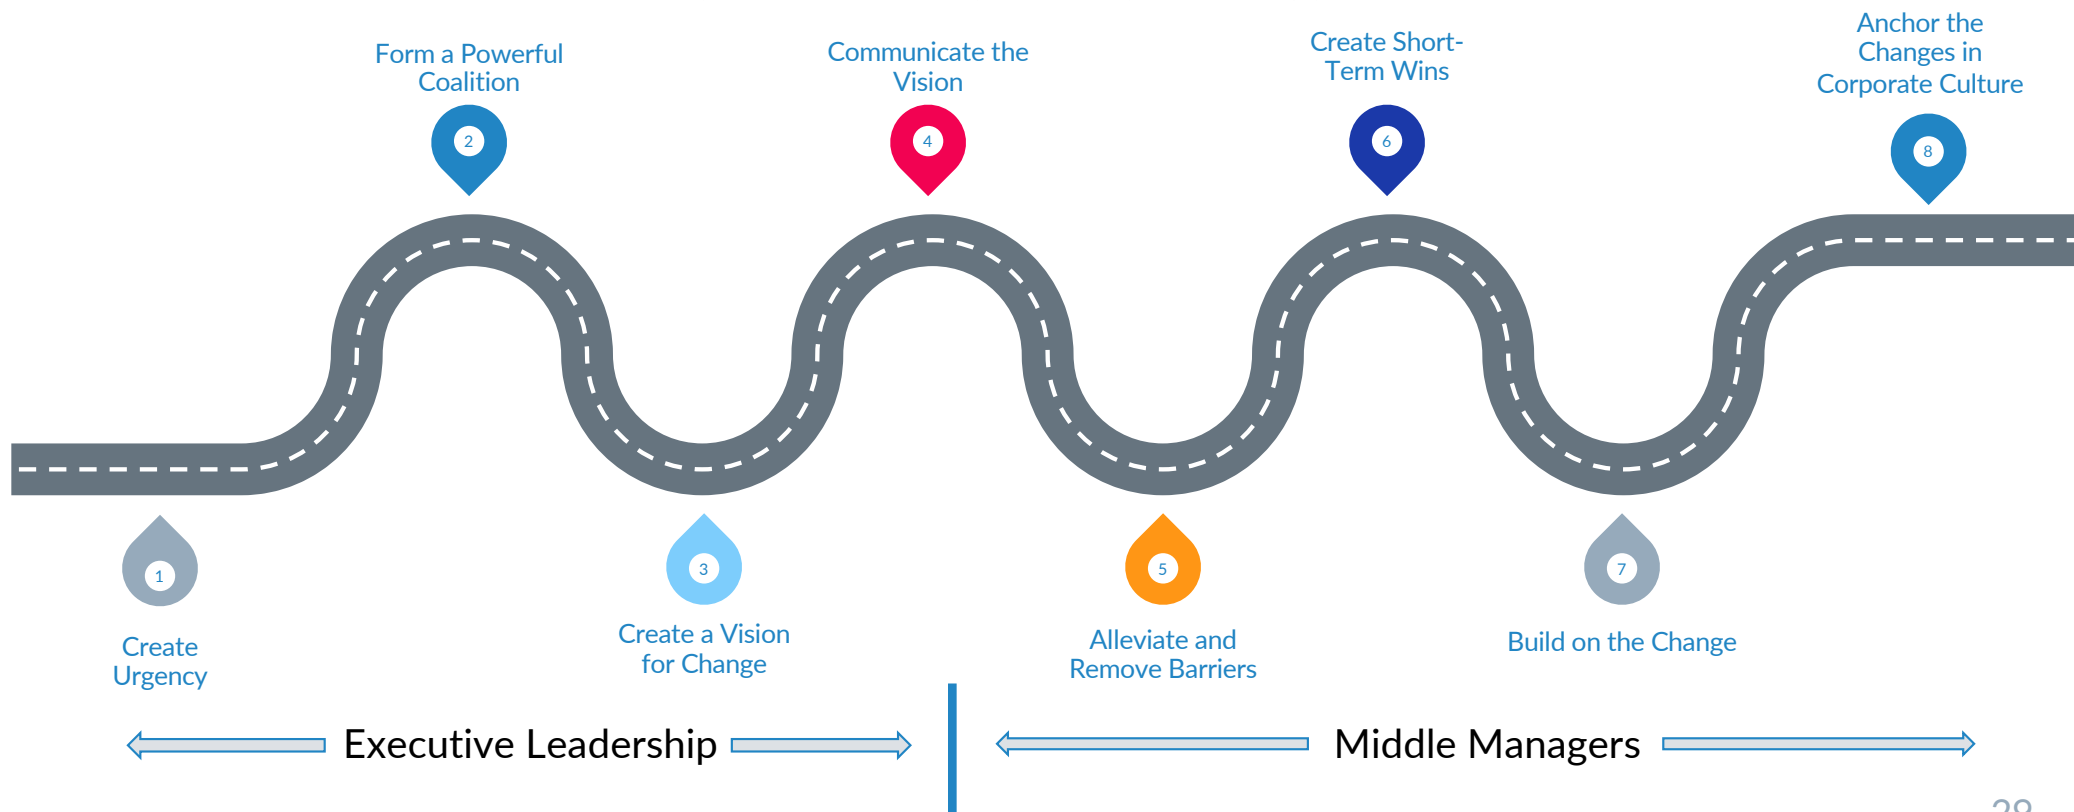 Create
Urgency
1
Form a Powerful
Coalition
2
3
Create a Vision
for Change
Communicate the
Vision
4
5
Alleviate and
Remove Barriers
Create Short-
Term Wins
6
7
Build on the Change
Anchor the
Changes in
Corporate Culture
8
Executive Leadership
Middle Managers